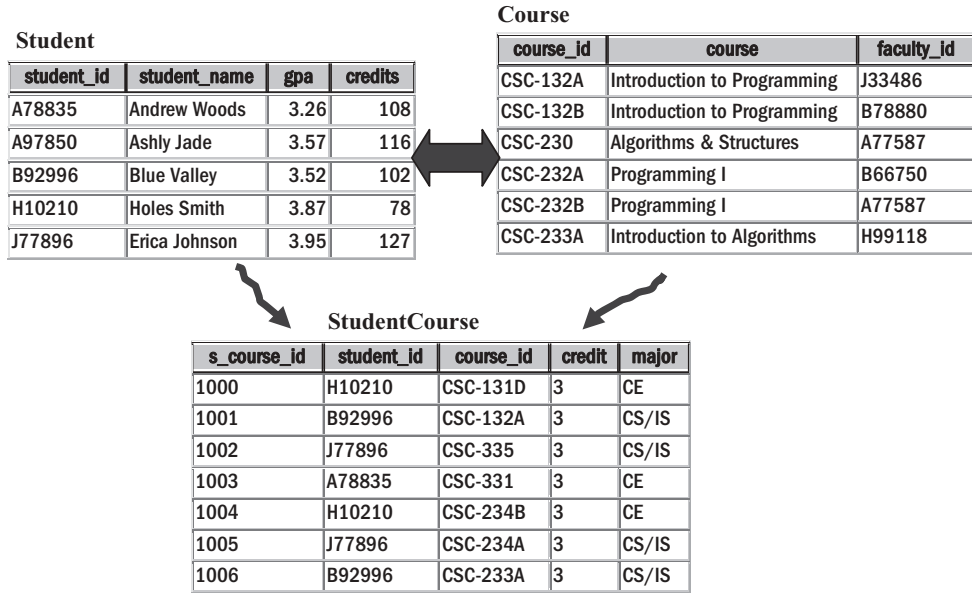 Student
student_id student_name gpa credits
A78835 Andrew Woods 3.26 108
A97850 Ashly Jade 3.57 116
B92996 Blue Valley 3.52 102
H10210 Holes Smith 3.87 78
J77896 Erica Johnson 3.95 127
Course
course_id course faculty_id
CSC-132A Introduction to Programming J33486
CSC-132B Introduction to Programming B78880
CSC-230 Algorithms & Structures A77587
CSC-232A Programming I B66750
CSC-232B Programming I A77587
CSC-233A Introduction to Algorithms H99118
StudentCourse
s_course_id student_id course_id credit major
1000 H10210 CSC-131D 3 CE
1001 B92996 CSC-132A 3 CS/IS
1002 J77896 CSC-335 3 CS/IS
1003 A78835 CSC-331 3 CE
1004 H10210 CSC-234B 3 CE
1005 J77896 CSC-234A 3 CS/IS
1006 B92996 CSC-233A 3 CS/IS